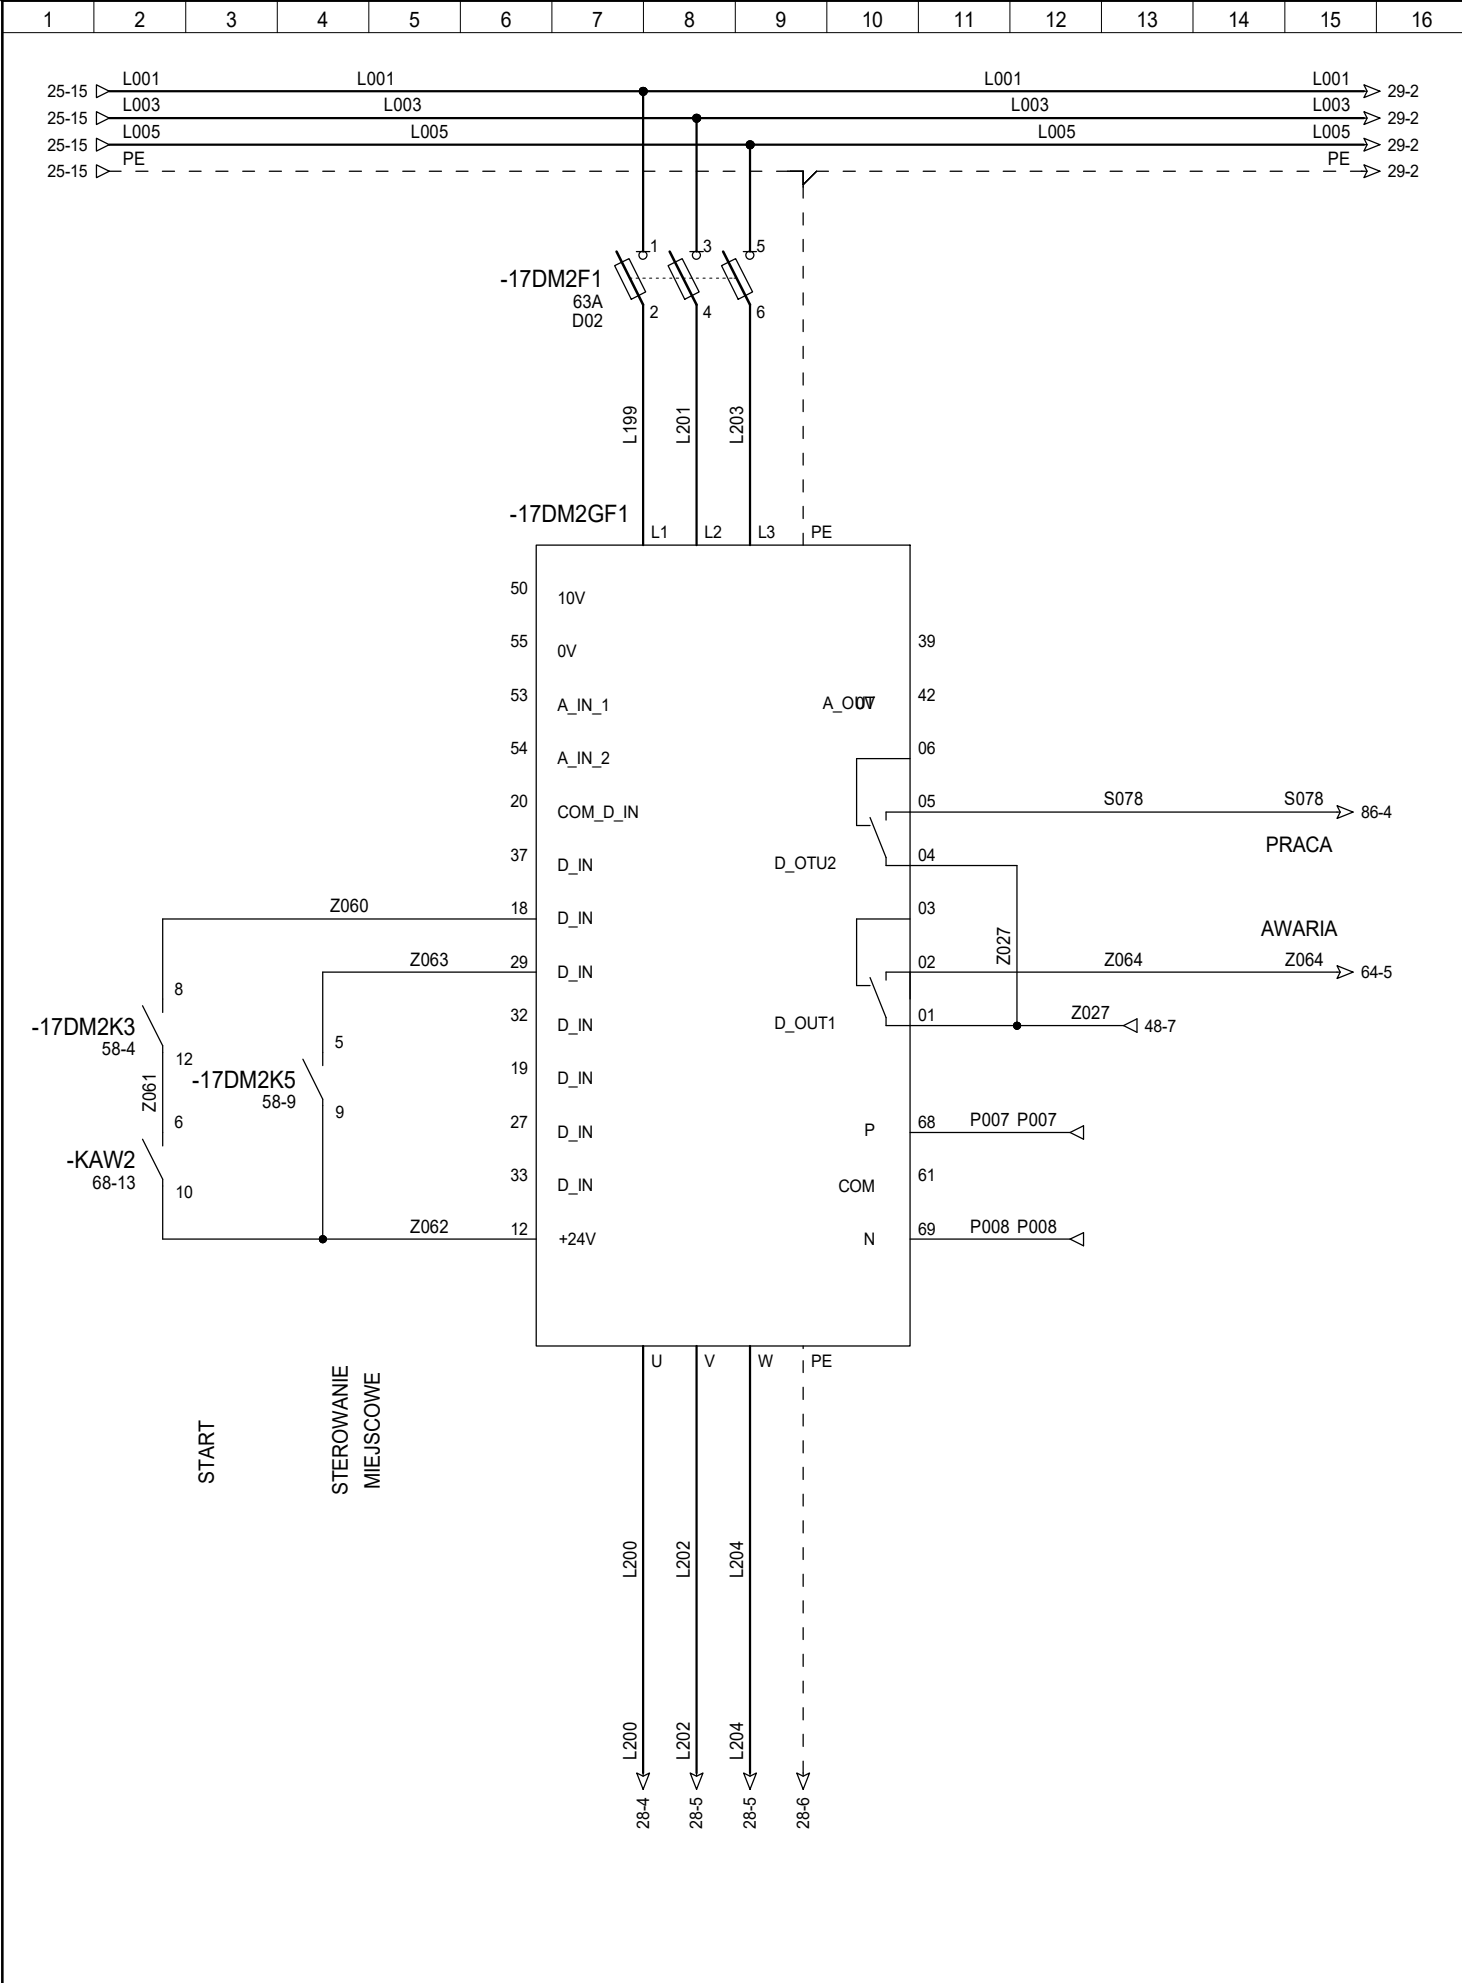 1 2 3 4 5 6 7 8 9 10 11 12 13 14 15 16
25-15 L001 L001 L001 L001 29-2
25-15 L003 L003 L003 L003 29-2
25-15 L005 L005 L005 L005 29-2
25-15 PE PE 29-2
1 3 5
-17DM2F1
63A
D02
2 4 6
L199 L201 L203
-17DM2GF1
L1 L2 L3 PE
50 10V
55 0V 39
53 A_IN_1 A_OUT 0V 42
54 A_IN_2 06
20 COM_D_IN 05 S078 S078 86-4
PRACA
37 D_IN D_OTU2 04
Z060 18 D_IN 03
Z027
AWARIA
Z063 29 D_IN 02 Z064 Z064 64-5
8
-17DM2K3
58-4
12
32 D_IN D_OUT1 01 Z027 48-7
5
Z061
-17DM2K5
58-9
9
19 D_IN
6
-KAW2
68-13
10
27 D_IN P 68 P007 P007
33 D_IN COM 61
Z062 12 +24V N 69 P008 P008
U V W PE
START
STEROWANIE
MIEJSCOWE
L200 L202 L204
L200 L202 L204
28-4 28-5 28-5 28-6